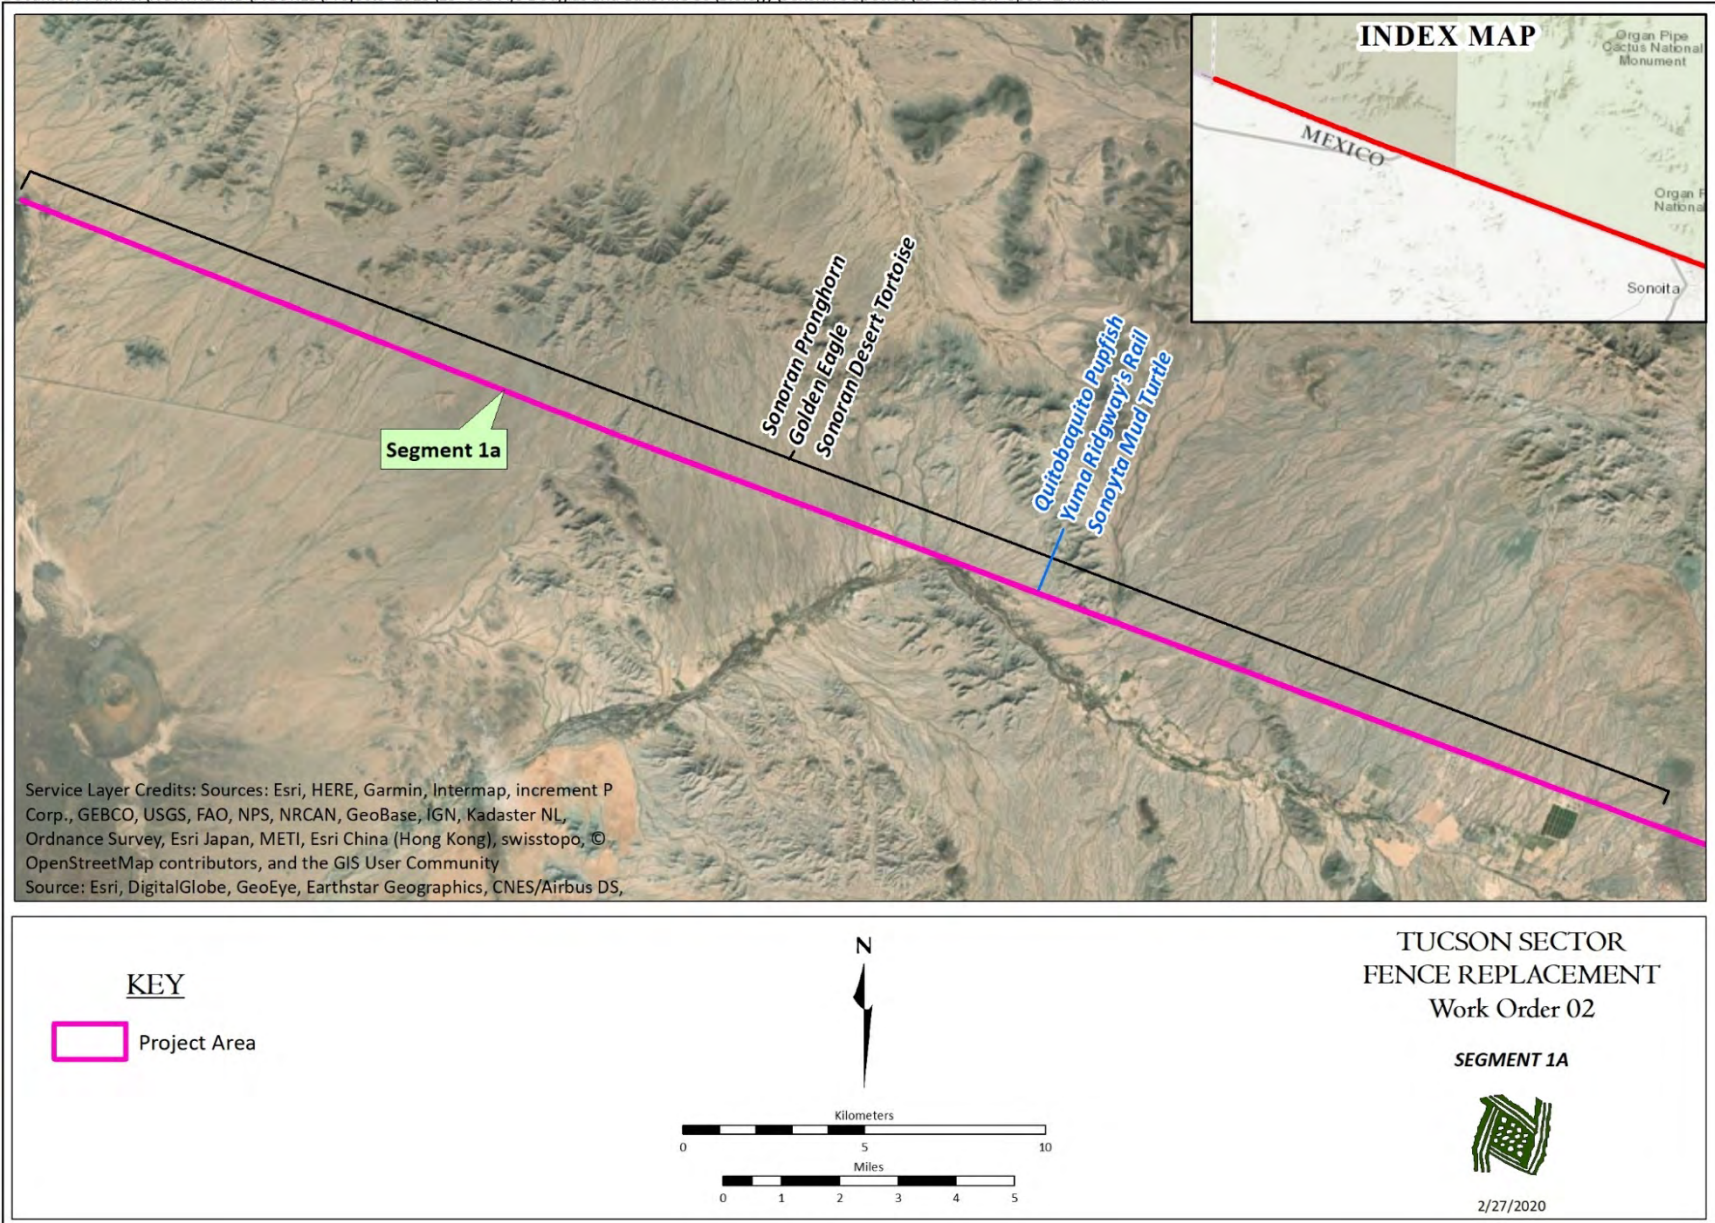 INDEX MAP
Organ Pipe
Cactus National
Monument
MEXICO
Organ P
Nationa
Sonoita
Sonoran Pronghorn
Golden Eagle
Sonoran Desert Tortoise
Quitobaquito Pupfish
Yuma Ridgway's Rail
Sonoyta Mud Turtle
Segment 1a
Service Layer Credits: Sources: Esri, HERE, Garmin, Intermap, increment P
Corp., GEBCO, USGS, FAO, NPS, NRCAN, GeoBase, IGN, Kadaster NL,
Ordnance Survey, Esri Japan, METI, Esri China (Hong Kong), swisstopo, ©
OpenStreetMap contributors, and the GIS User Community
Source: Esri, DigitalGlobe, GeoEye, Earthstar Geographics, CNES/Airbus DS,
KEY
Project Area
N
Kilometers
0 5 10
Miles
0 1 2 3 4 5
TUCSON SECTOR
FENCE REPLACEMENT
Work Order 02
SEGMENT 1A
2/27/2020